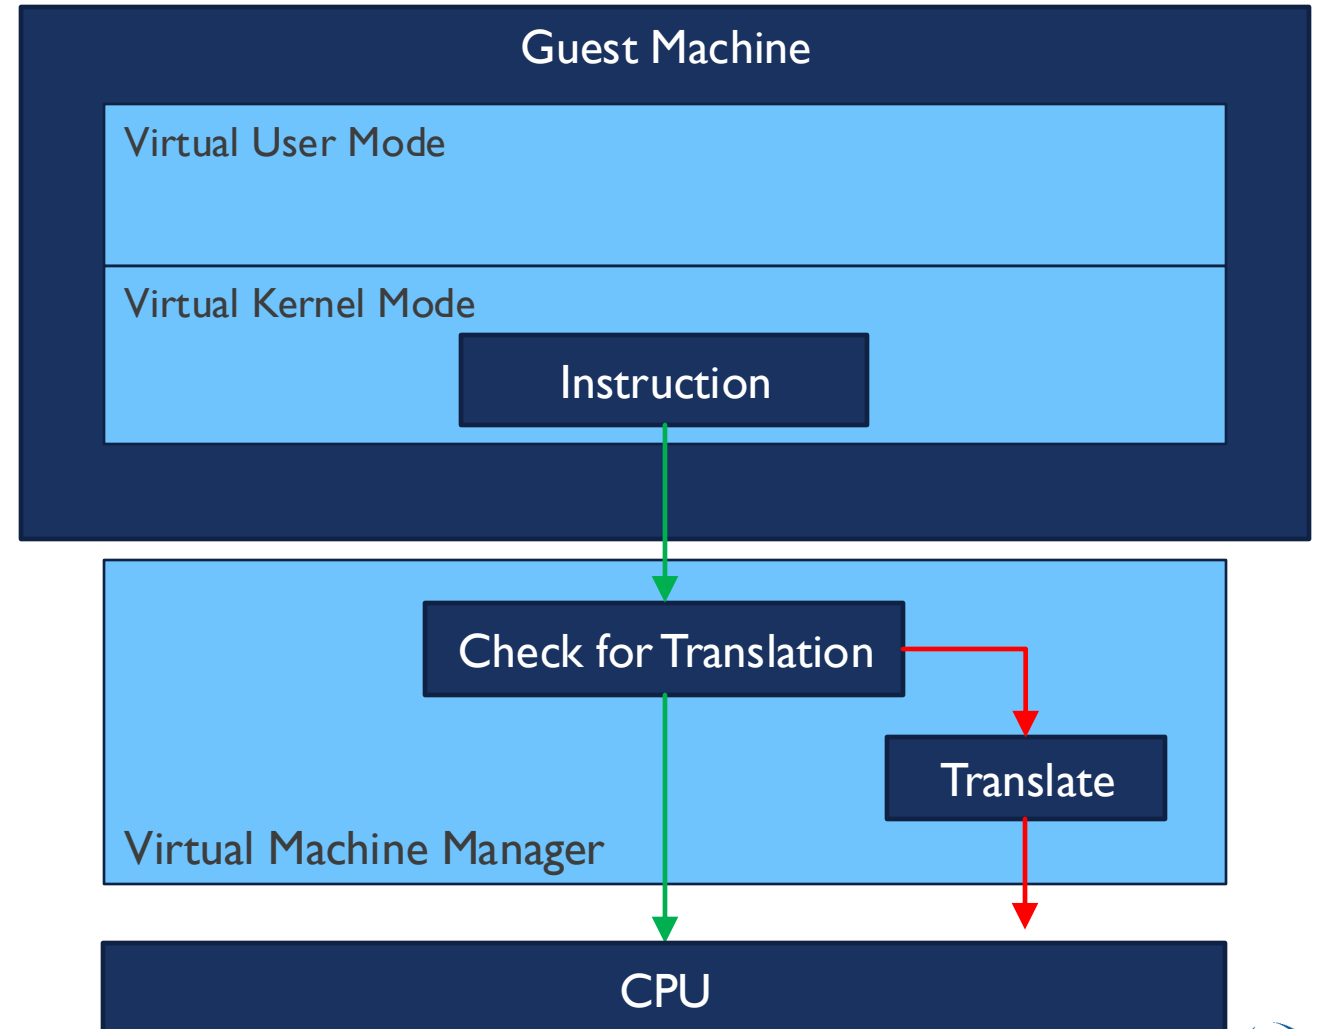 Guest Machine
Virtual User Mode
Virtual Kernel Mode
Instruction
Check for Translation
Translate
Virtual Machine Manager
CPU